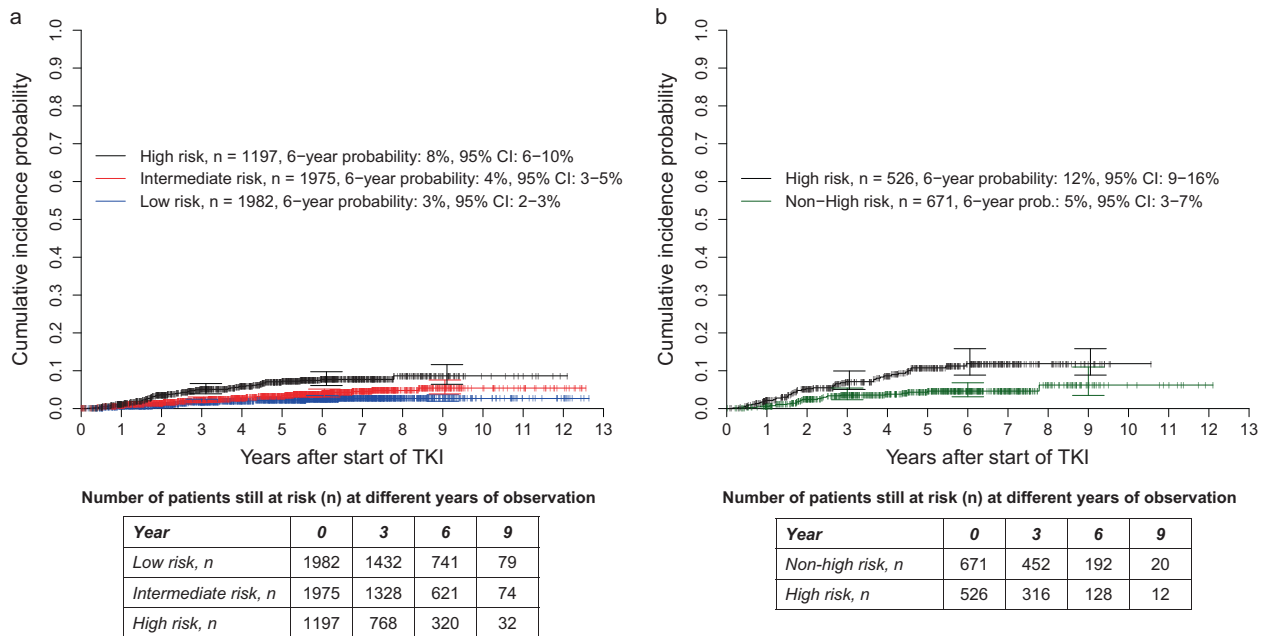 a
Cumulative incidence probability
1.0
0.9
0.8
0.7
0.6
0.5
0.4
0.3
0.2
0.1
0.0
High risk, n = 1197, 6−year probability: 8%, 95% CI: 6−10%
Intermediate risk, n = 1975, 6−year probability: 4%, 95% CI: 3−5%
Low risk, n = 1982, 6−year probability: 3%, 95% CI: 2−3%
0 1 2 3 4 5 6 7 8 9 10 11 12 13
Years after start of TKI
Number of patients still at risk (n) at different years of observation
Year 0 3 6 9
Low risk, n 1982 1432 741 79
Intermediate risk, n 1975 1328 621 74
High risk, n 1197 768 320 32
b
Cumulative incidence probability
1.0
0.9
0.8
0.7
0.6
0.5
0.4
0.3
0.2
0.1
0.0
High risk, n = 526, 6−year probability: 12%, 95% CI: 9−16%
Non−High risk, n = 671, 6−year prob.: 5%, 95% CI: 3−7%
0 1 2 3 4 5 6 7 8 9 10 11 12 13
Years after start of TKI
Number of patients still at risk (n) at different years of observation
Year 0 3 6 9
Non-high risk, n 671 452 192 20
High risk, n 526 316 128 12